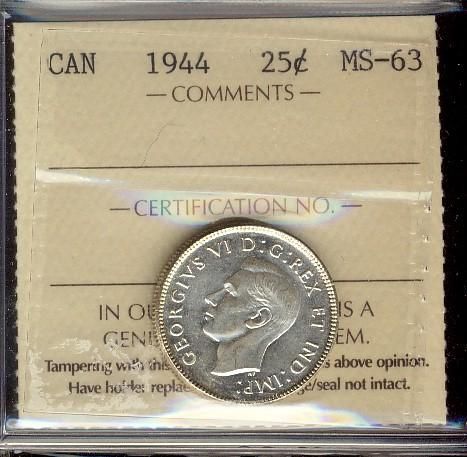 CAN 1944 25¢ MS-63
— COMMENTS —
— CERTIFICATION NO. —
GEORGIVS VI D:G:REX ET IND:IMP:
IN OU IS A
GENU EM.
Tampering with this s above opinion.
Have holder replac ge/seal not intact.